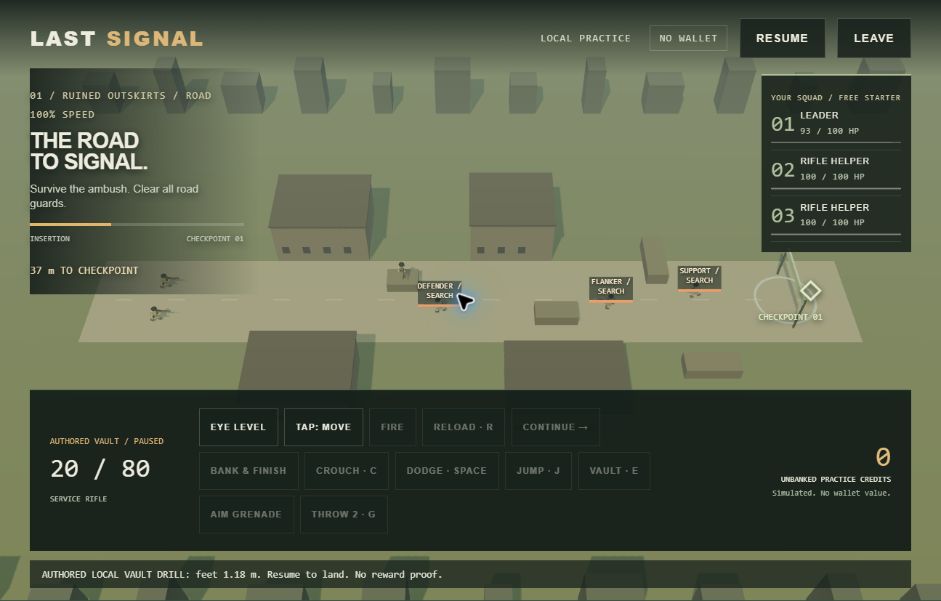 LAST SIGNAL
LOCAL PRACTICE
NO WALLET
RESUME
LEAVE
01 / RUINED OUTSKIRTS / ROAD
100% SPEED
THE ROAD
TO SIGNAL.
Survive the ambush. Clear all road
guards.
INSERTION
CHECKPOINT 01
37 m TO CHECKPOINT
YOUR SQUAD / FREE STARTER
01 LEADER
93 / 100 HP
02 RIFLE HELPER
100 / 100 HP
03 RIFLE HELPER
100 / 100 HP
DEFENDER /
SEARCH
FLANKER /
SEARCH
SUPPORT /
SEARCH
CHECKPOINT 01
AUTHORED VAULT / PAUSED
20 / 80
SERVICE RIFLE
EYE LEVEL
TAP: MOVE
FIRE
RELOAD · R
CONTINUE →
BANK & FINISH
CROUCH · C
DODGE · SPACE
JUMP · J
VAULT · E
AIM GRENADE
THROW 2 · G
0
UNBANKED PRACTICE CREDITS
Simulated. No wallet value.
AUTHORED LOCAL VAULT DRILL: feet 1.18 m. Resume to land. No reward proof.